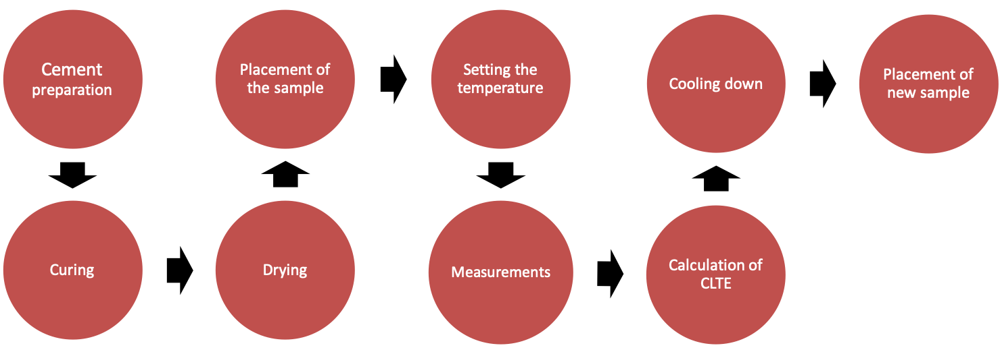 Cement
preparation
Curing
Drying
Placement of
the sample
Setting the
temperature
Measurements
Calculation of
CLTE
Cooling down
Placement of
new sample